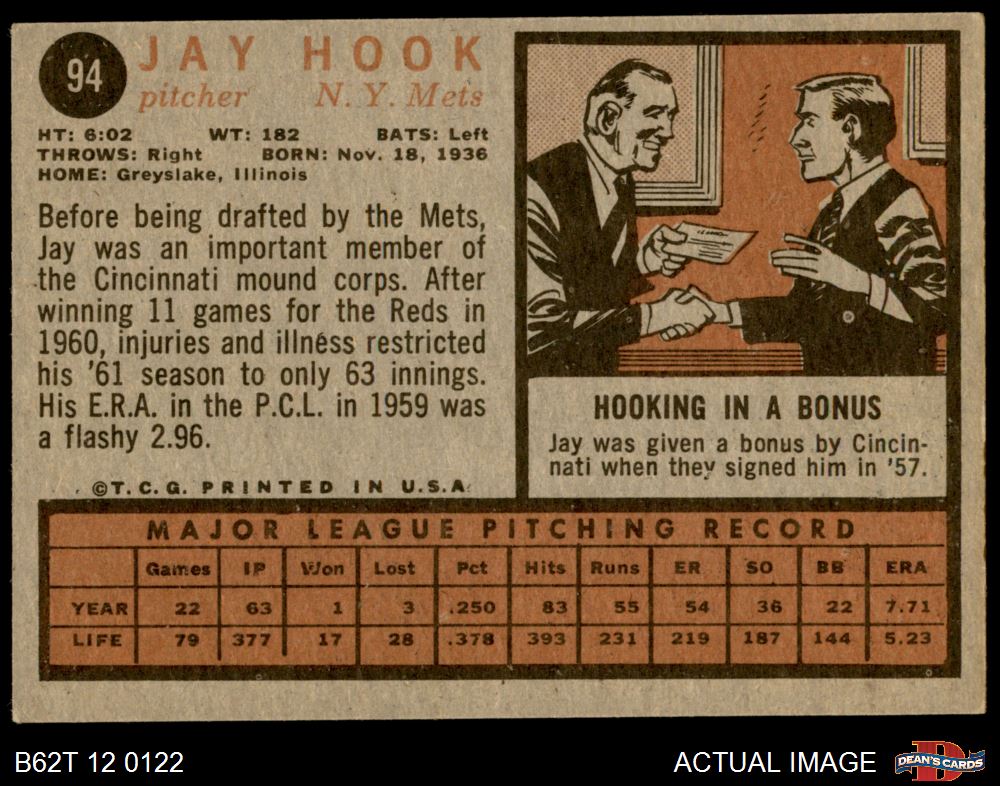 94
JAY HOOK
pitcher N. Y. Mets
HT: 6:02 WT: 182 BATS: Left
THROWS: Right BORN: Nov. 18, 1936
HOME: Greyslake, Illinois
Before being drafted by the Mets,
Jay was an important member of
the Cincinnati mound corps. After
winning 11 games for the Reds in
1960, injuries and illness restricted
his '61 season to only 63 innings.
His E.R.A. in the P.C.L. in 1959 was
a flashy 2.96.
©T.C.G. PRINTED IN U.S.A.
HOOKING IN A BONUS
Jay was given a bonus by Cincin-
nati when they signed him in '57.
MAJOR LEAGUE PITCHING RECORD
Games IP Won Lost Pct Hits Runs ER SO BB ERA
YEAR 22 63 1 3 .250 83 55 54 36 22 7.71
LIFE 79 377 17 28 .378 393 231 219 187 144 5.23
B62T 12 0122 ACTUAL IMAGE DEAN'S CARDS